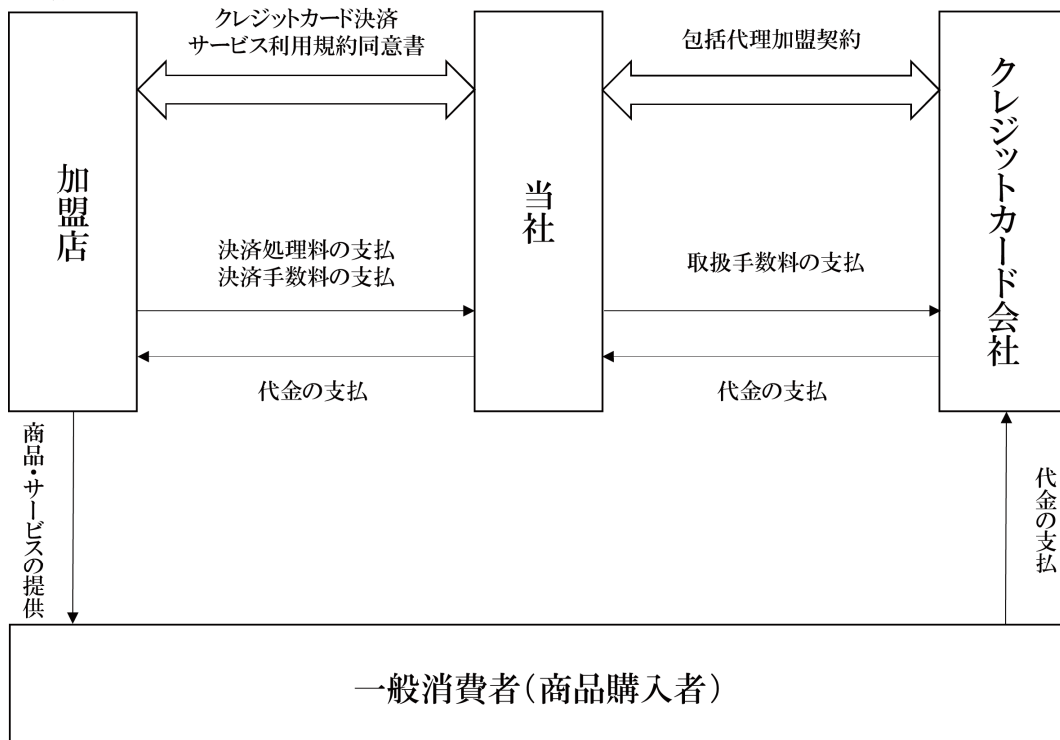 クレジットカード決済
サービス利用規約同意書
包括代理加盟契約
加盟店
当社
クレジットカード会社
決済処理料の支払
決済手数料の支払
取扱手数料の支払
代金の支払
代金の支払
商品・サービスの提供
代金の支払
一般消費者(商品購入者)